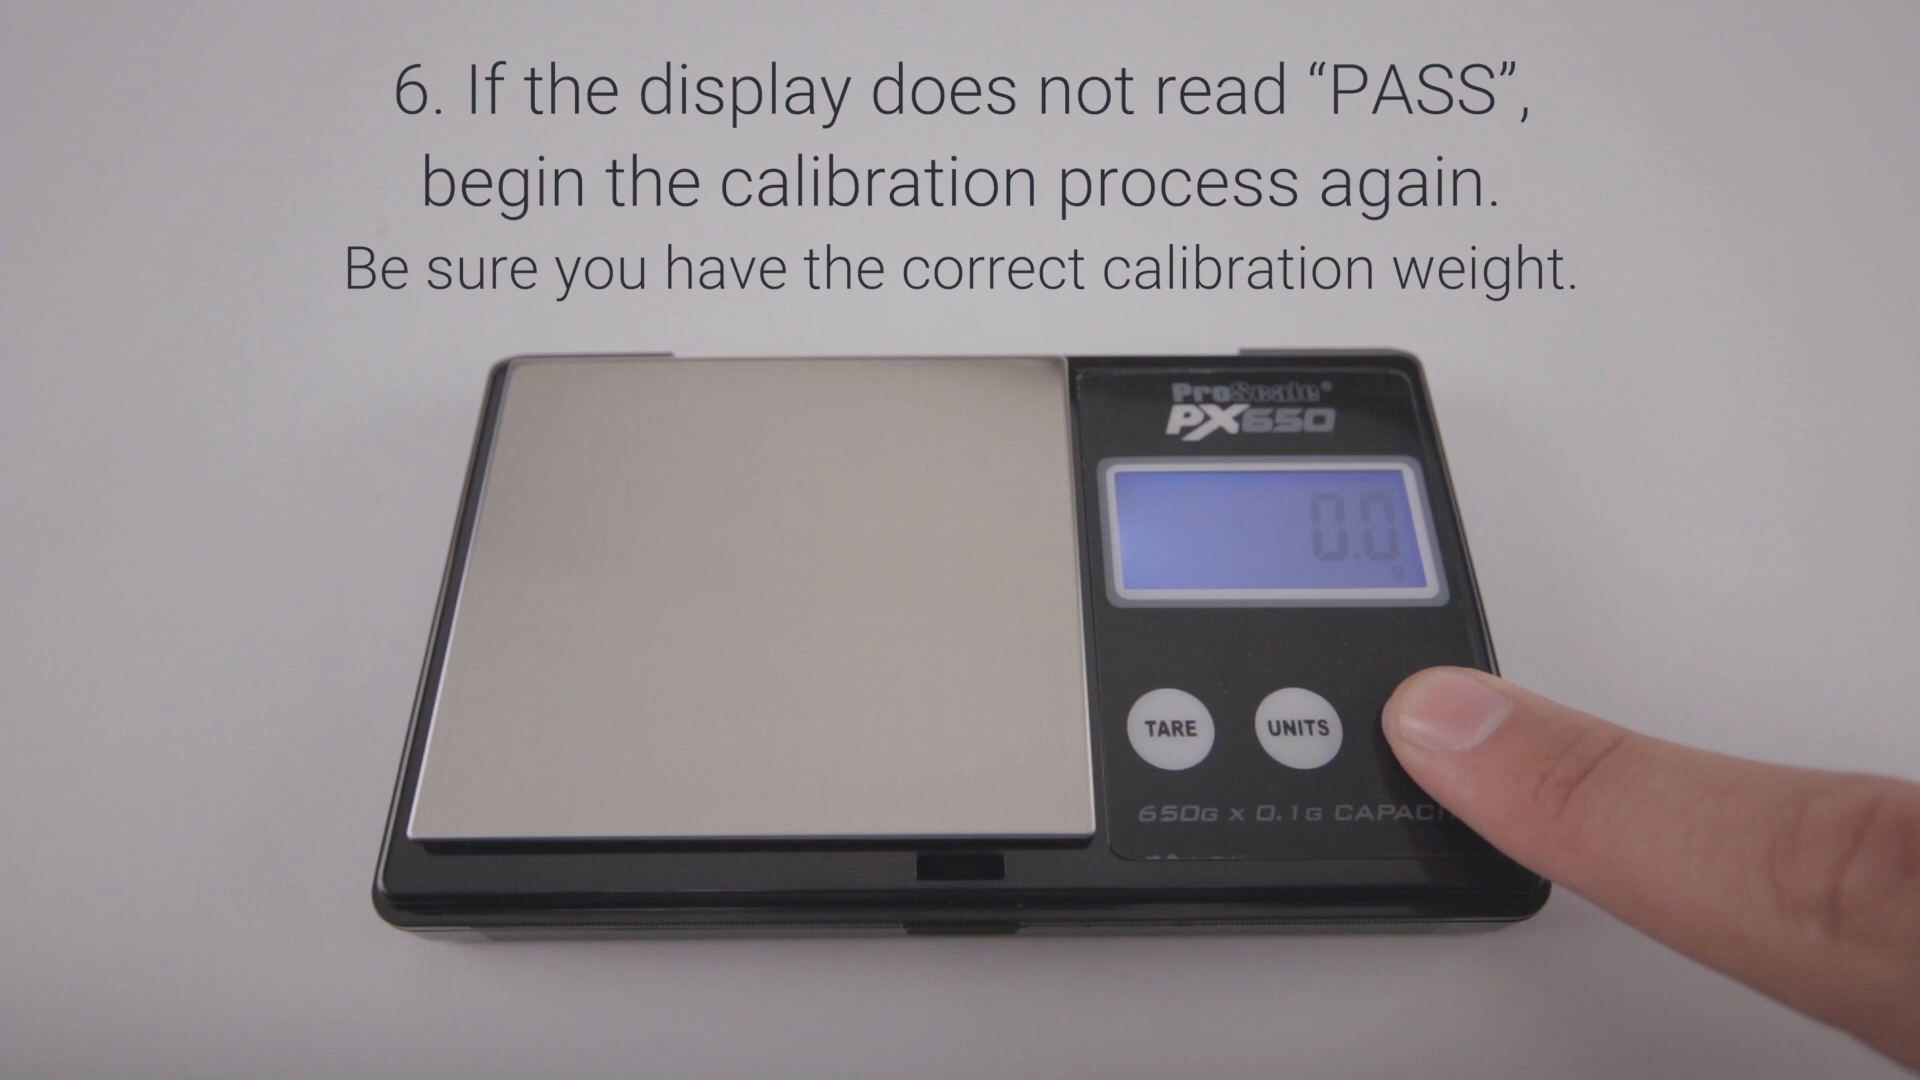 6. If the display does not read “PASS”,
begin the calibration process again.
Be sure you have the correct calibration weight.
ProScale®
PX650
0.0
g
TARE UNITS
650G x 0.1G